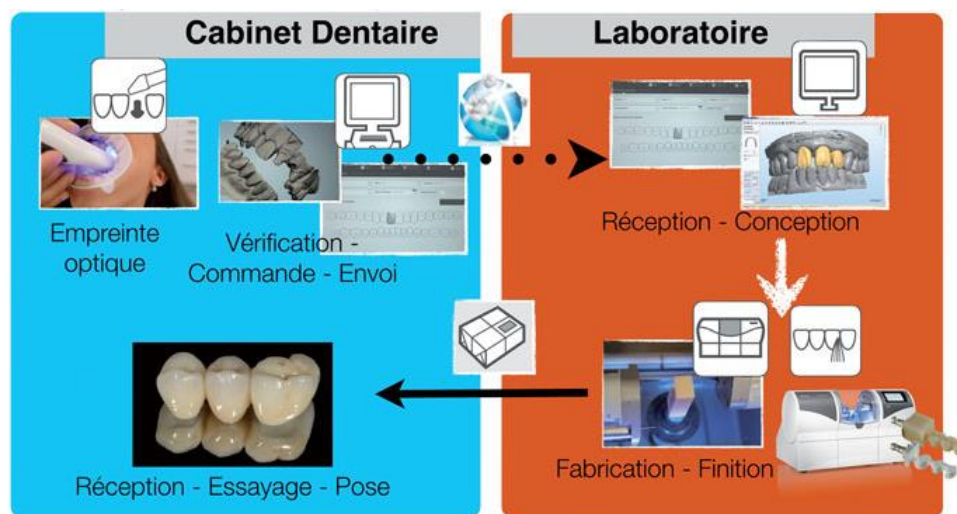 Cabinet Dentaire
Laboratoire
Empreinte
optique
Vérification -
Commande - Envoi
Réception - Conception
Fabrication - Finition
Réception - Essayage - Pose